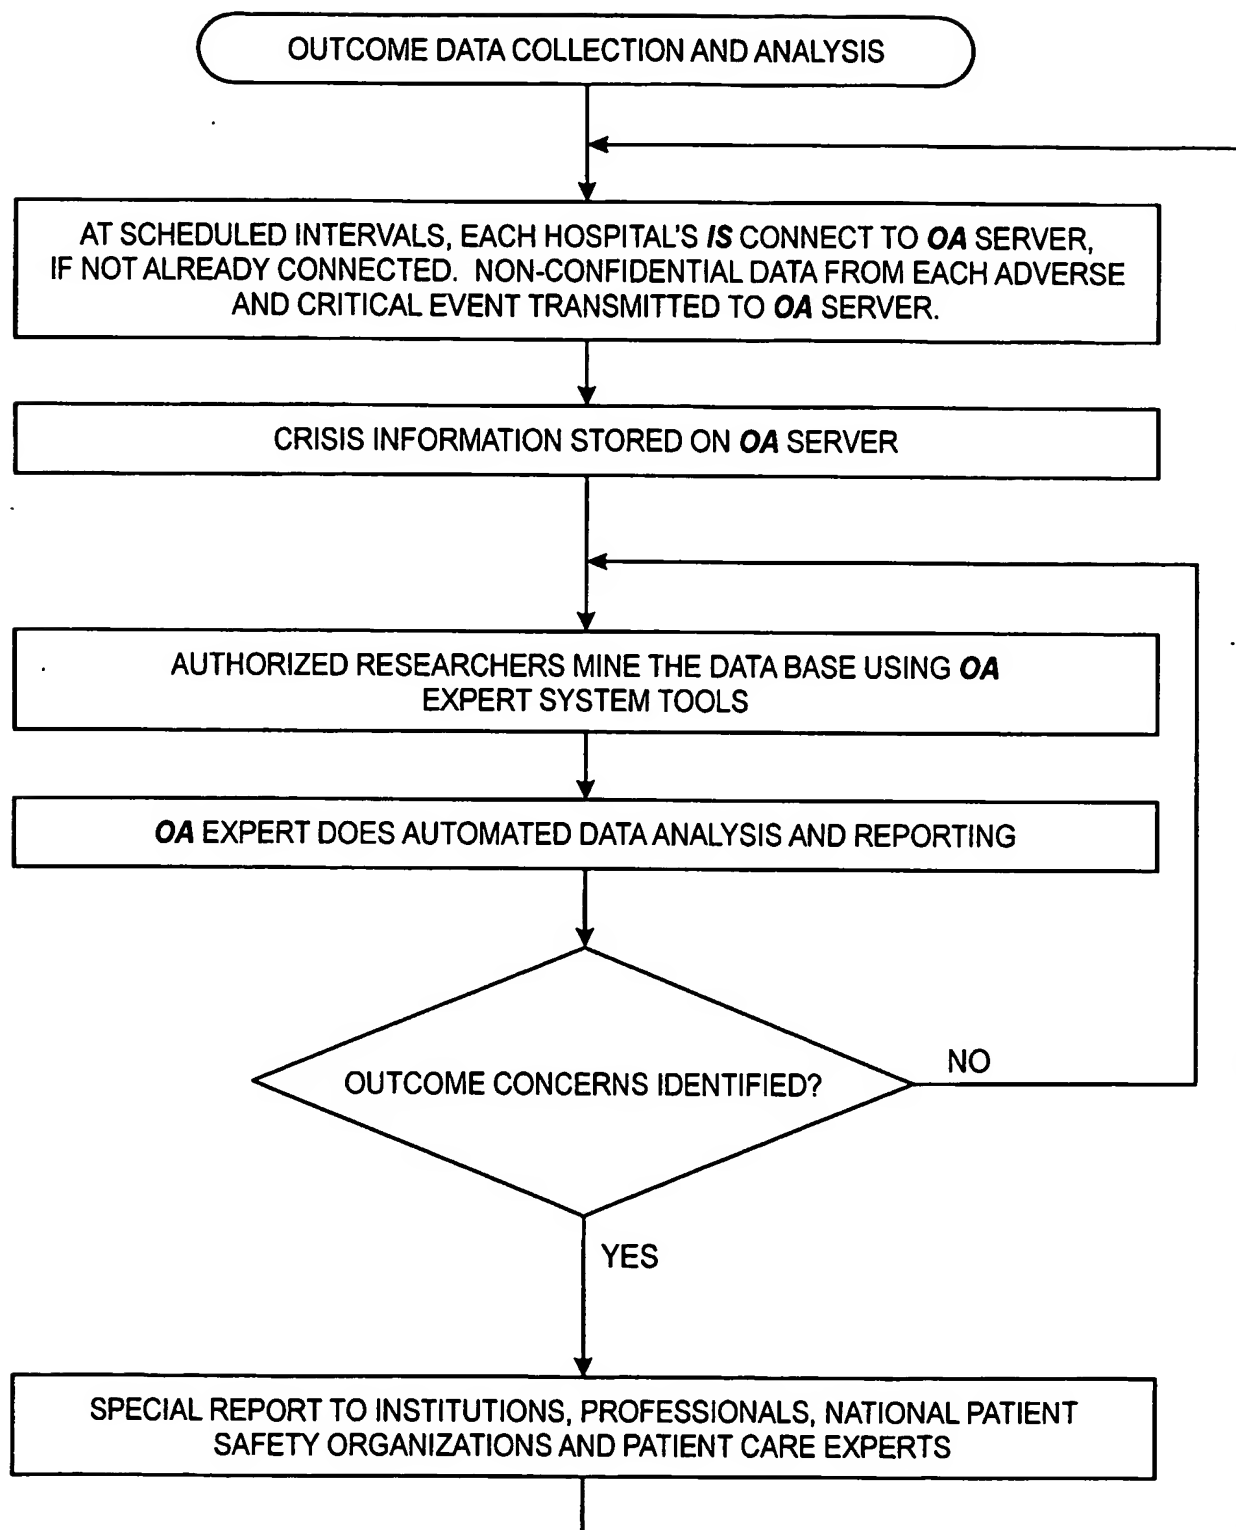 OUTCOME DATA COLLECTION AND ANALYSIS
AT SCHEDULED INTERVALS, EACH HOSPITAL'S IS CONNECT TO OA SERVER,
IF NOT ALREADY CONNECTED. NON-CONFIDENTIAL DATA FROM EACH ADVERSE
AND CRITICAL EVENT TRANSMITTED TO OA SERVER.
CRISIS INFORMATION STORED ON OA SERVER
AUTHORIZED RESEARCHERS MINE THE DATA BASE USING OA
EXPERT SYSTEM TOOLS
OA EXPERT DOES AUTOMATED DATA ANALYSIS AND REPORTING
OUTCOME CONCERNS IDENTIFIED?
NO
YES
SPECIAL REPORT TO INSTITUTIONS, PROFESSIONALS, NATIONAL PATIENT
SAFETY ORGANIZATIONS AND PATIENT CARE EXPERTS